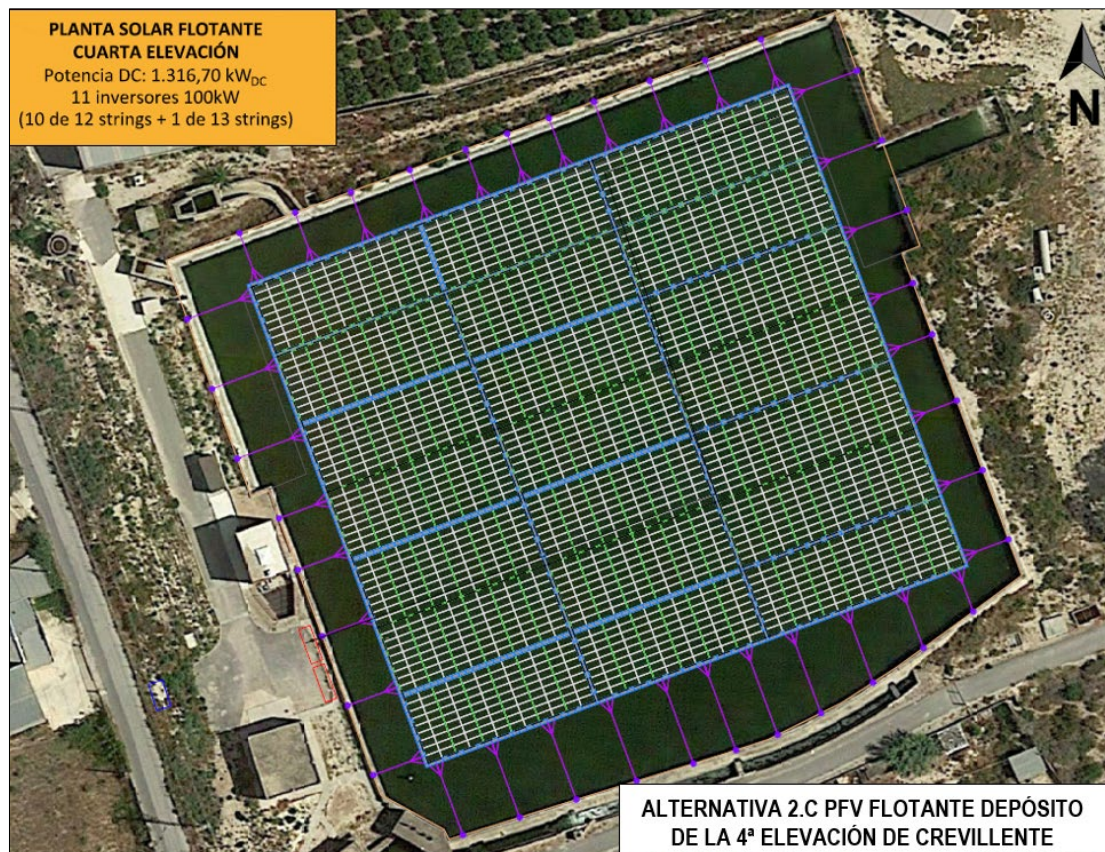 PLANTA SOLAR FLOTANTE
CUARTA ELEVACIÓN
Potencia DC: 1.316,70 kWDC
11 inversores 100kW
(10 de 12 strings + 1 de 13 strings)
N
ALTERNATIVA 2.C PFV FLOTANTE DEPÓSITO
DE LA 4ª ELEVACIÓN DE CREVILLENTE